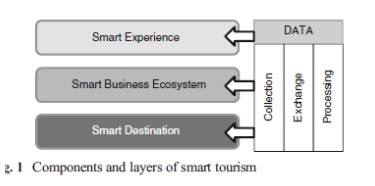 Smart Experience
DATA
Smart Business Ecosystem
Smart Destination
Collection
Exchange
Processing
g. 1 Components and layers of smart tourism